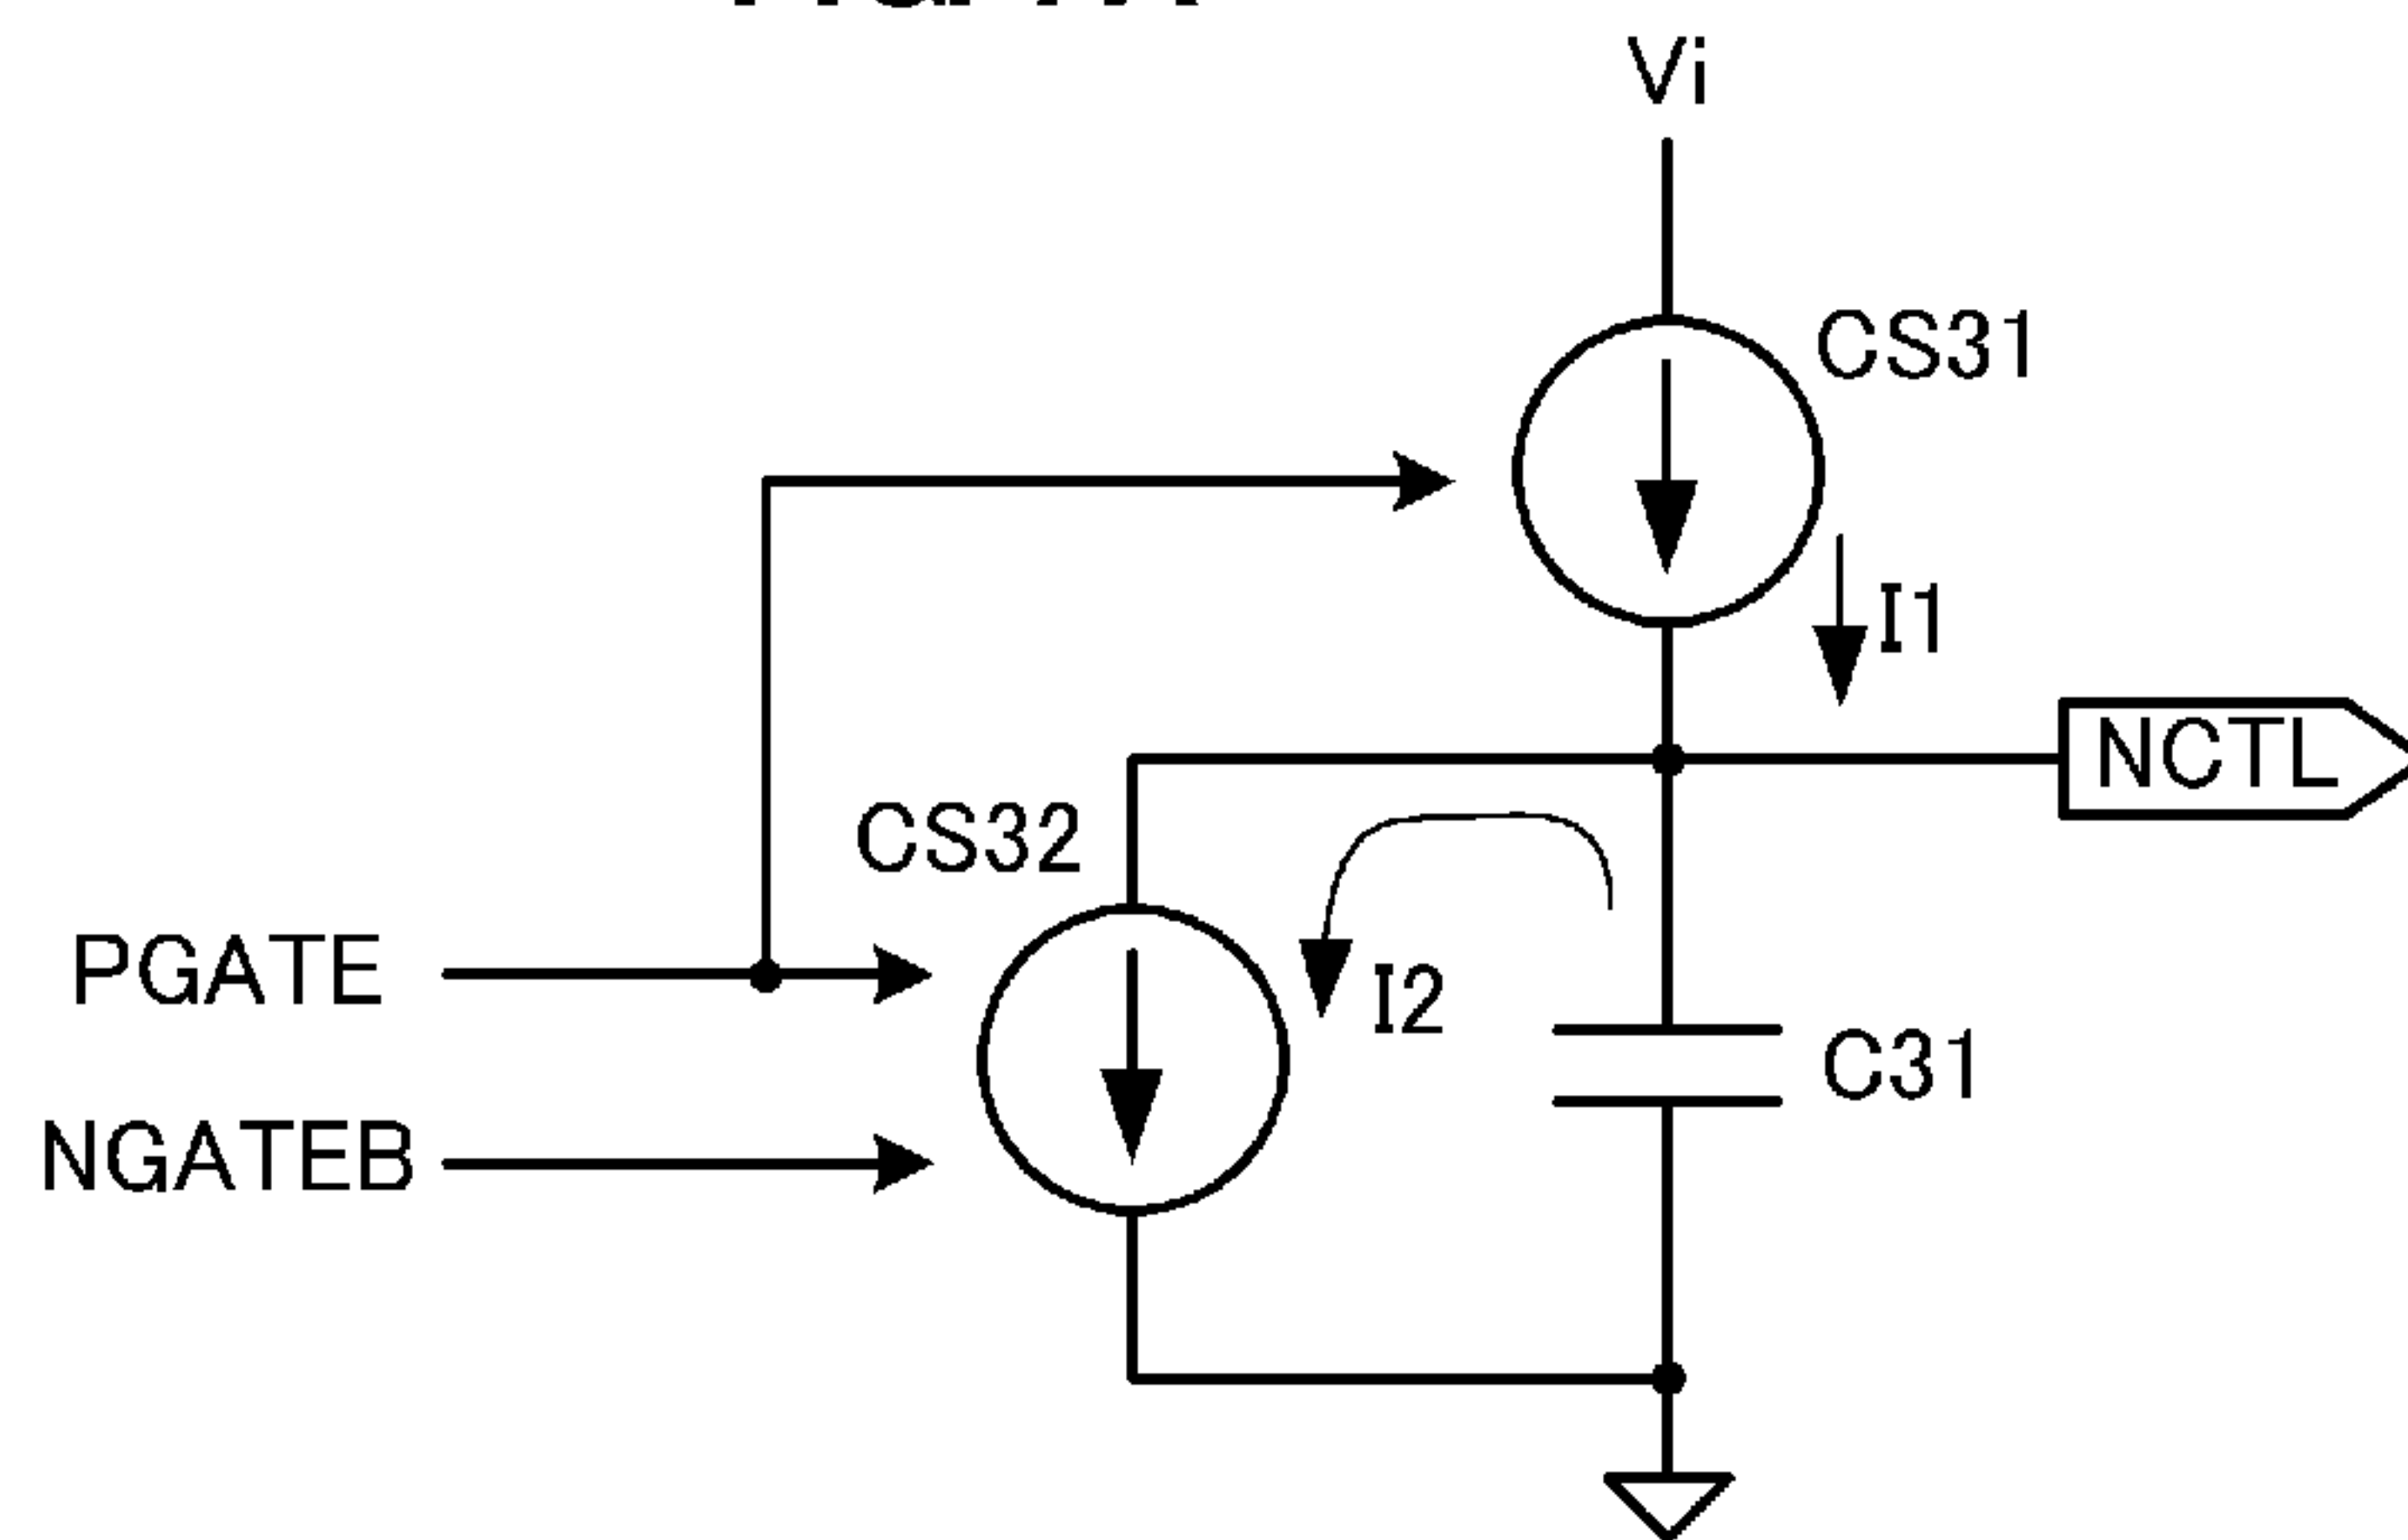 Vi
CS31
I1
NCTL
CS32
I2
PGATE
C31
NGATEB